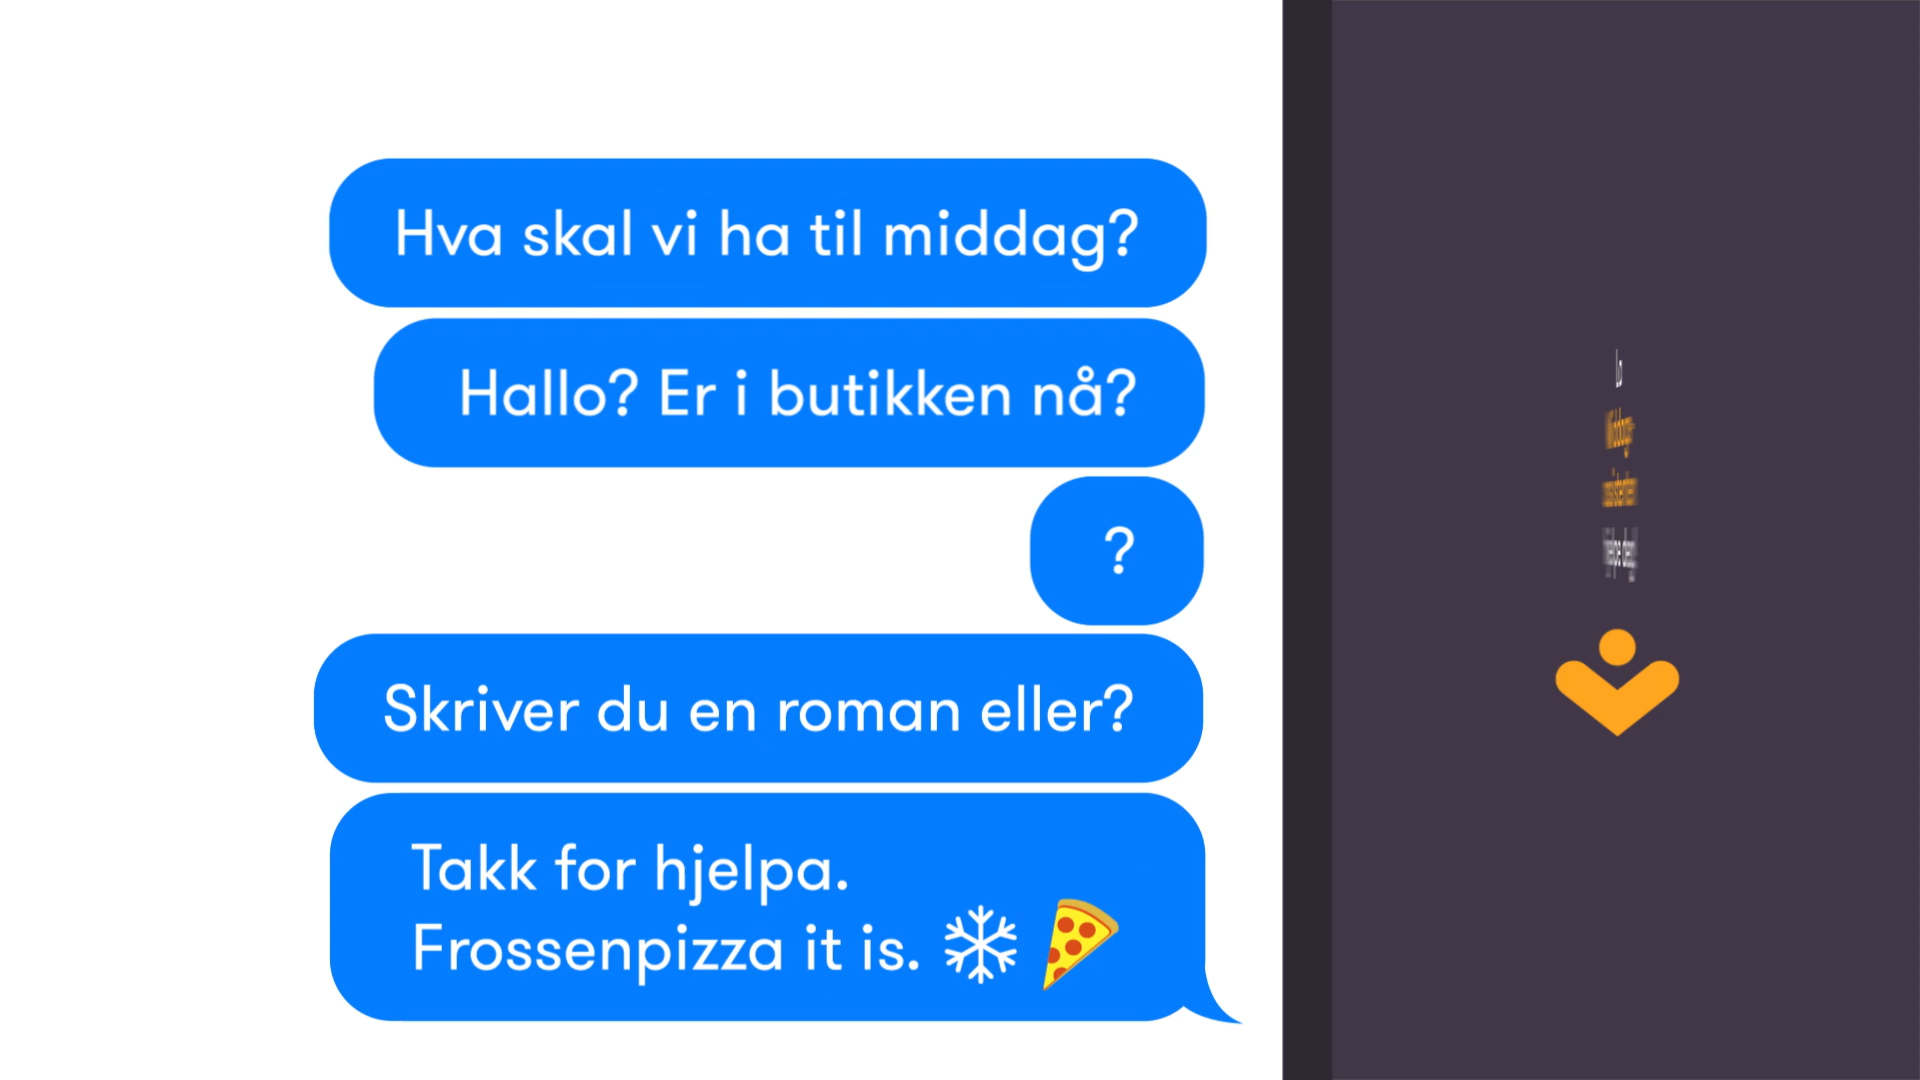 Hva skal vi ha til middag?
Hallo? Er i butikken nå?
?
Skriver du en roman eller?
Takk for hjelpa.
Frossenpizza it is. ❄🍕